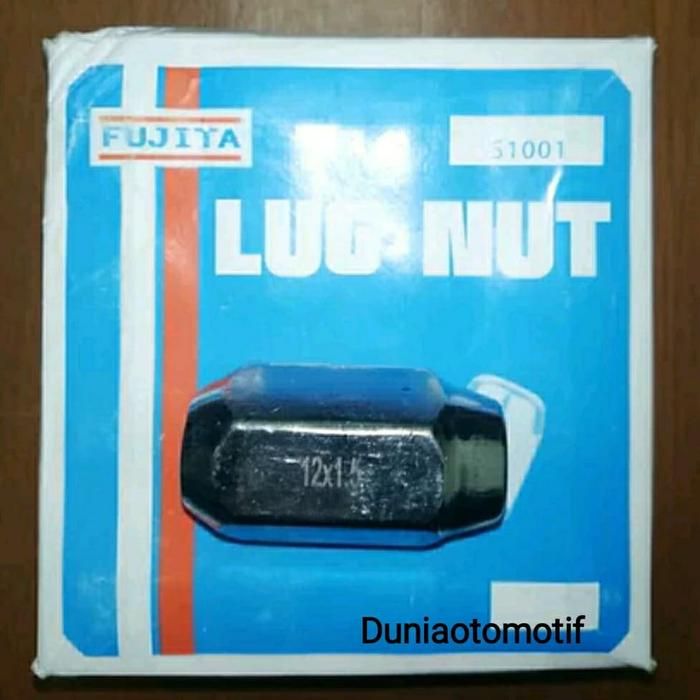 FUJIYA
51001
LUG NUT
12x1.5
Duniaotomotif